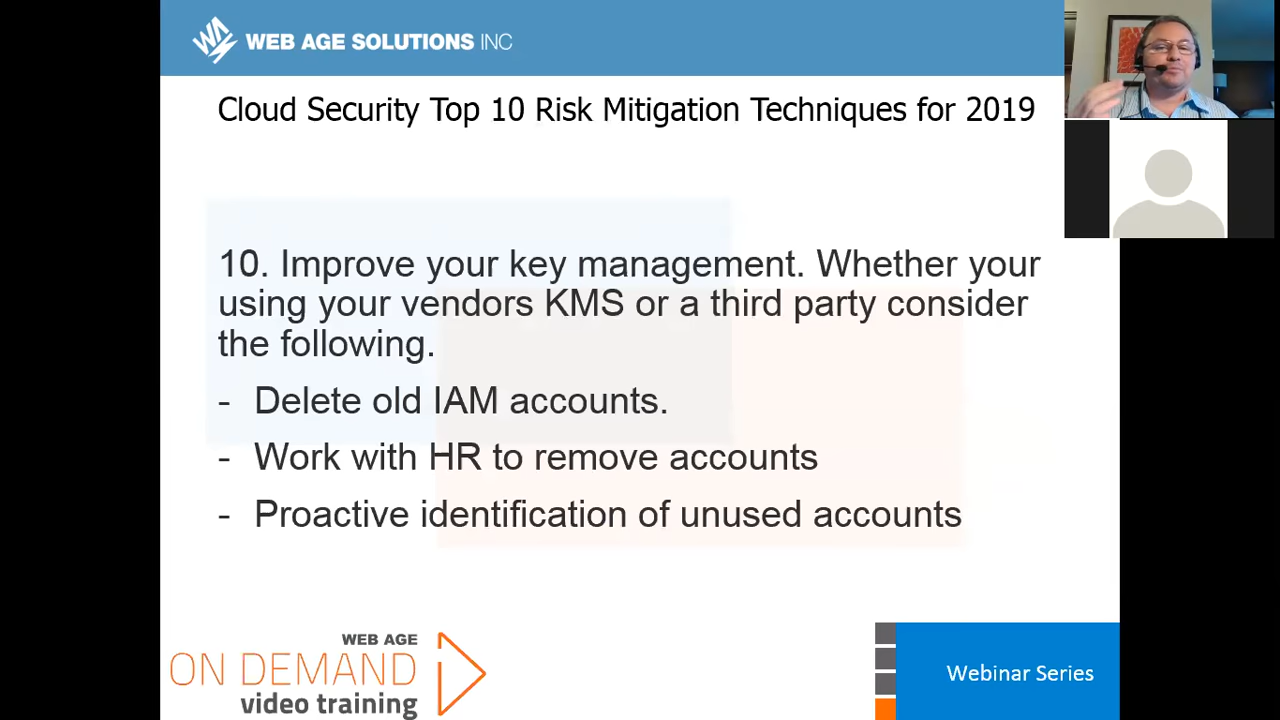 WEB AGE SOLUTIONS INC
Cloud Security Top 10 Risk Mitigation Techniques for 2019
10. Improve your key management. Whether your
using your vendors KMS or a third party consider
the following.
- Delete old IAM accounts.
- Work with HR to remove accounts
- Proactive identification of unused accounts
WEB AGE
ON DEMAND
video training
Webinar Series